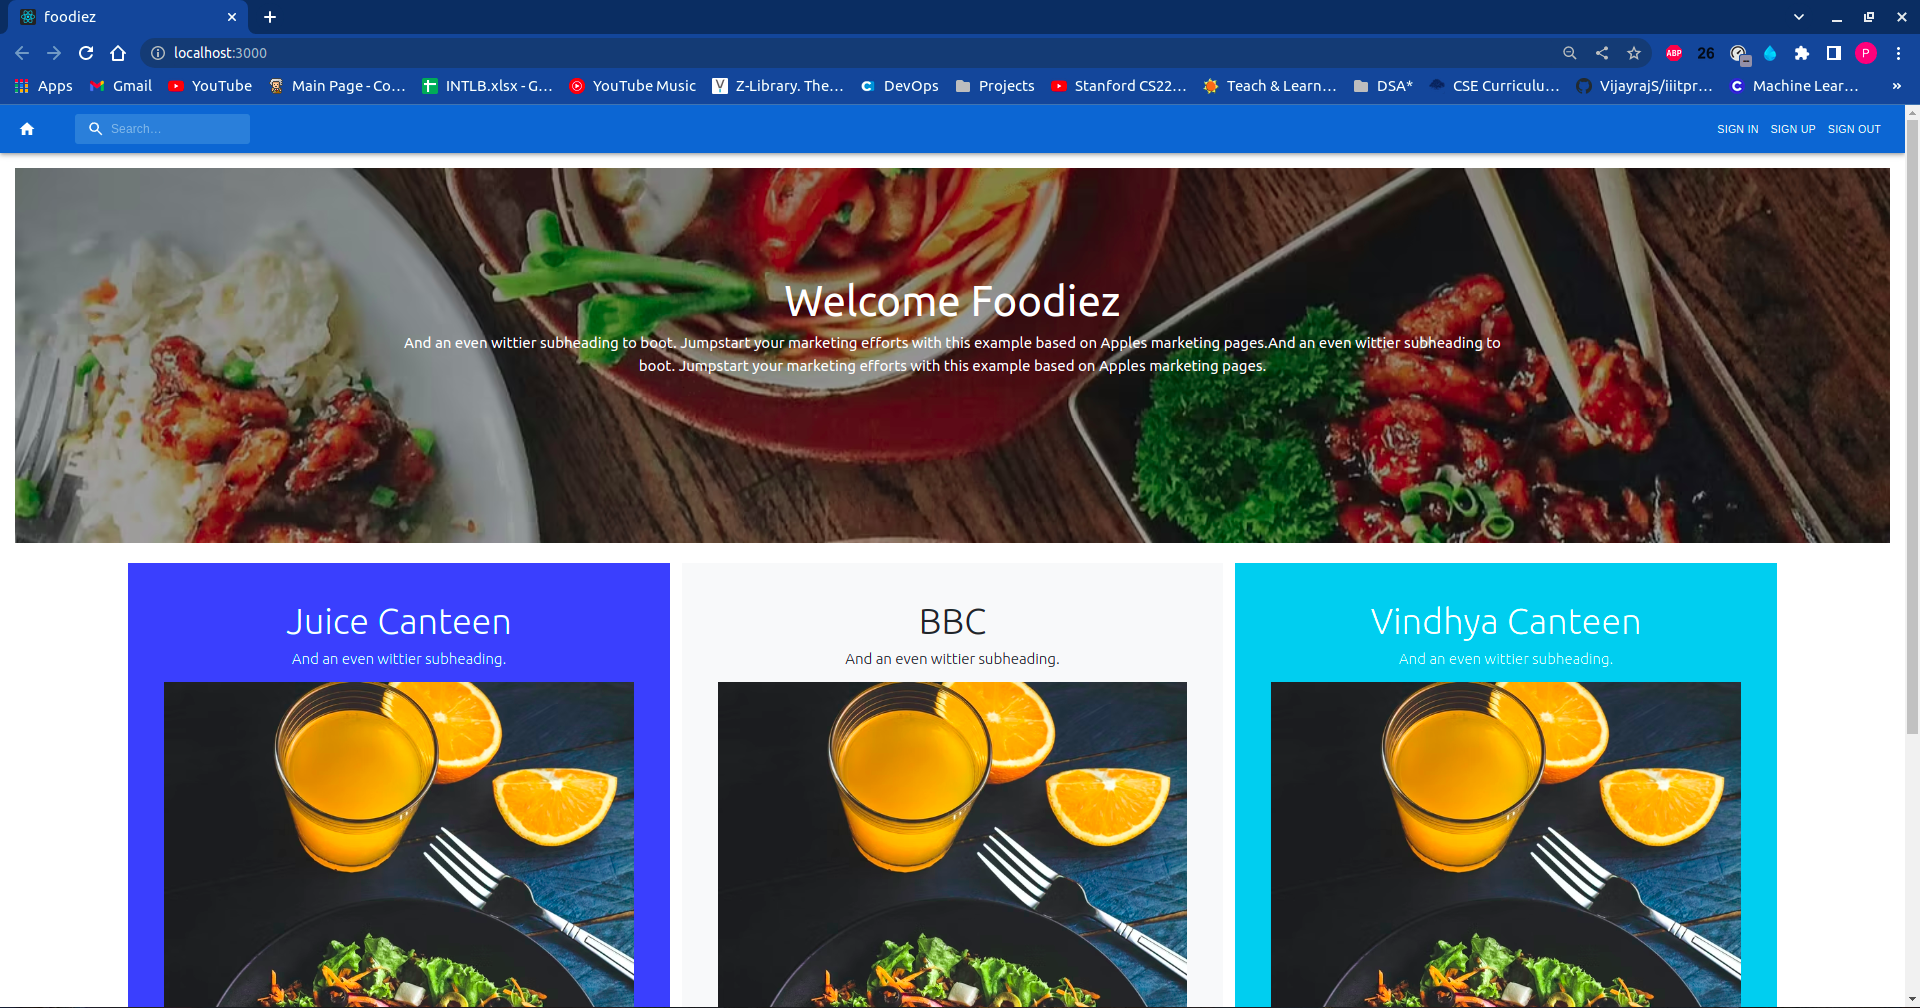 foodiez
localhost:3000
ABP
26
P
Apps
Gmail
YouTube
Main Page - Co...
INTLB.xlsx - G...
YouTube Music
Z-Library. The...
DevOps
Projects
Stanford CS22...
Teach & Learn...
DSA*
CSE Curriculu...
VijayrajS/iiitpr...
Machine Lear...
»
Search...
SIGN IN
SIGN UP
SIGN OUT
Welcome Foodiez
And an even wittier subheading to boot. Jumpstart your marketing efforts with this example based on Apples marketing pages.And an even wittier subheading to
boot. Jumpstart your marketing efforts with this example based on Apples marketing pages.
Juice Canteen
And an even wittier subheading.
BBC
And an even wittier subheading.
Vindhya Canteen
And an even wittier subheading.